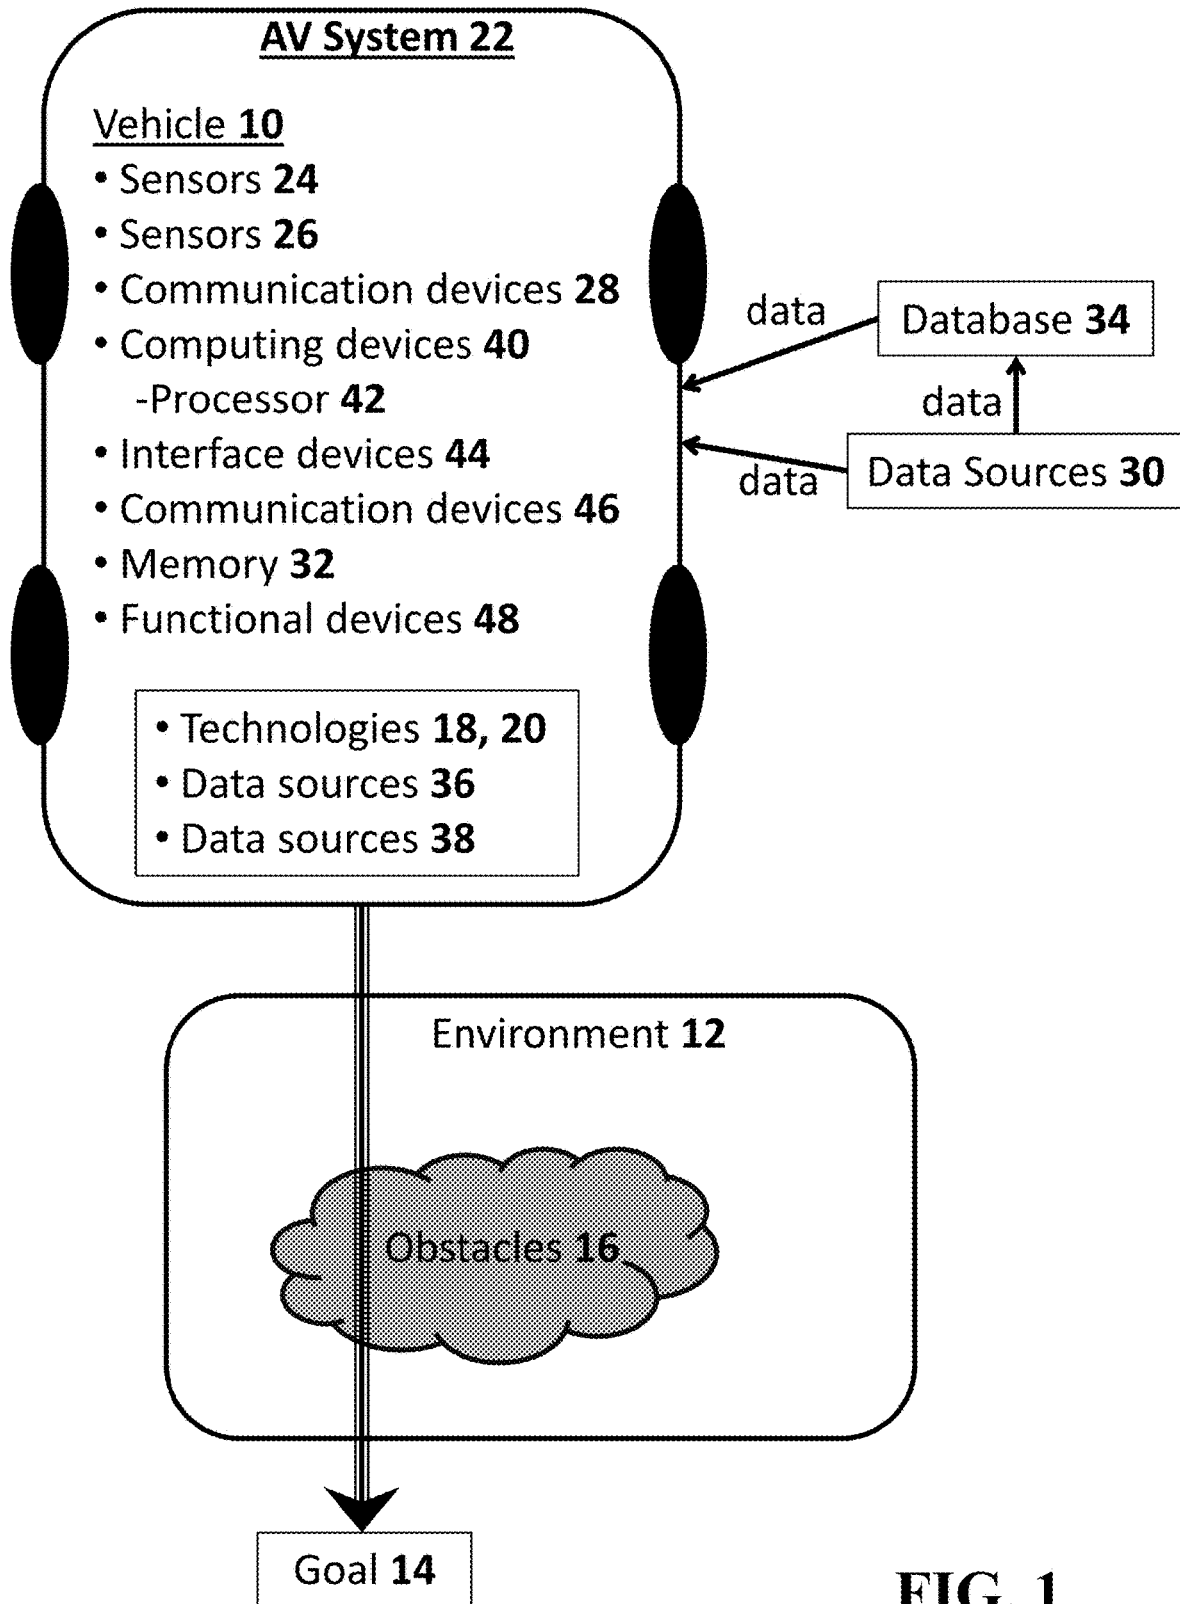 AV System 22
Vehicle 10
• Sensors 24
• Sensors 26
• Communication devices 28
• Computing devices 40
-Processor 42
• Interface devices 44
• Communication devices 46
• Memory 32
• Functional devices 48
• Technologies 18, 20
• Data sources 36
• Data sources 38
data
Database 34
data
data
Data Sources 30
Environment 12
Obstacles 16
Goal 14
FIG. 1